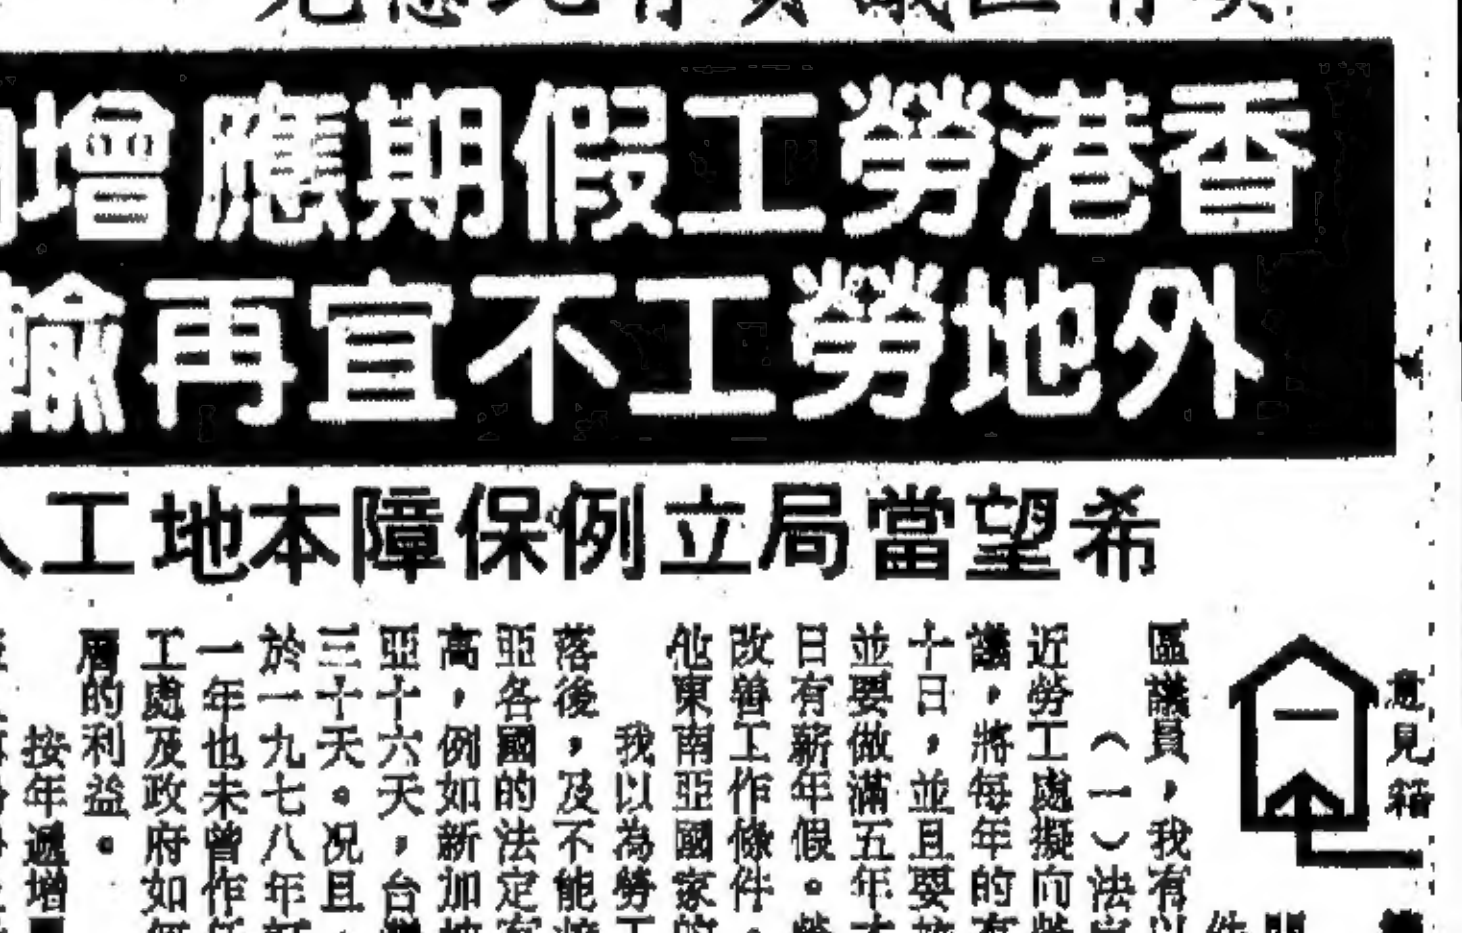 香港勞工假期應增
外地勞工不宜再輸
希望當局立例保障本地工人
意見箱
區議員，我有
（一）法
近勞工處擬向
議，將每年的
十日，並且要
並要做滿五年
日有薪年假。
改善工作條件
他東南亞國家
我以為勞
落後，及不能
亞各國的法定
高，例如新加
亞十六天，台
三十天。况且
於一九七八年
一年也未曾作
工處及政府如
層的利益。
按年遞增